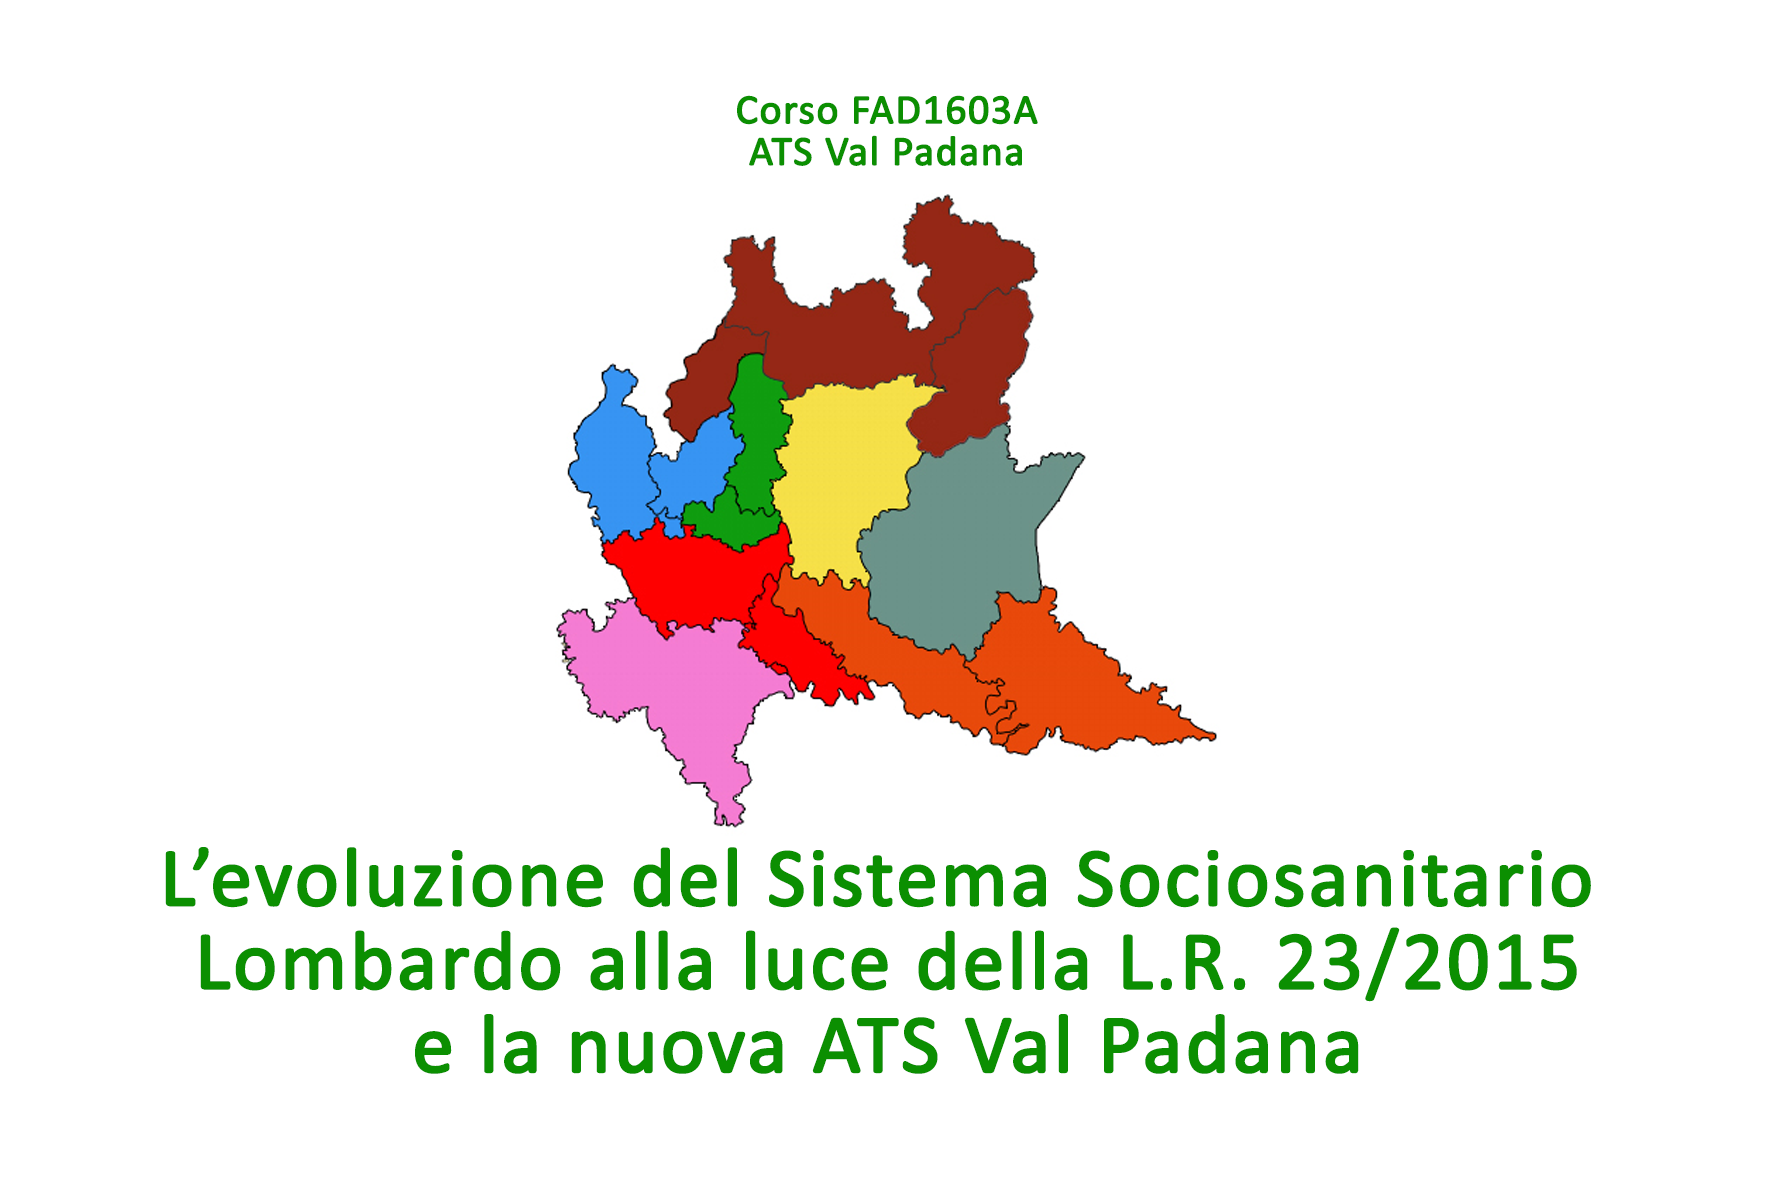 Corso FAD1603A
ATS Val Padana
L’evoluzione del Sistema Sociosanitario
Lombardo alla luce della L.R. 23/2015
e la nuova ATS Val Padana